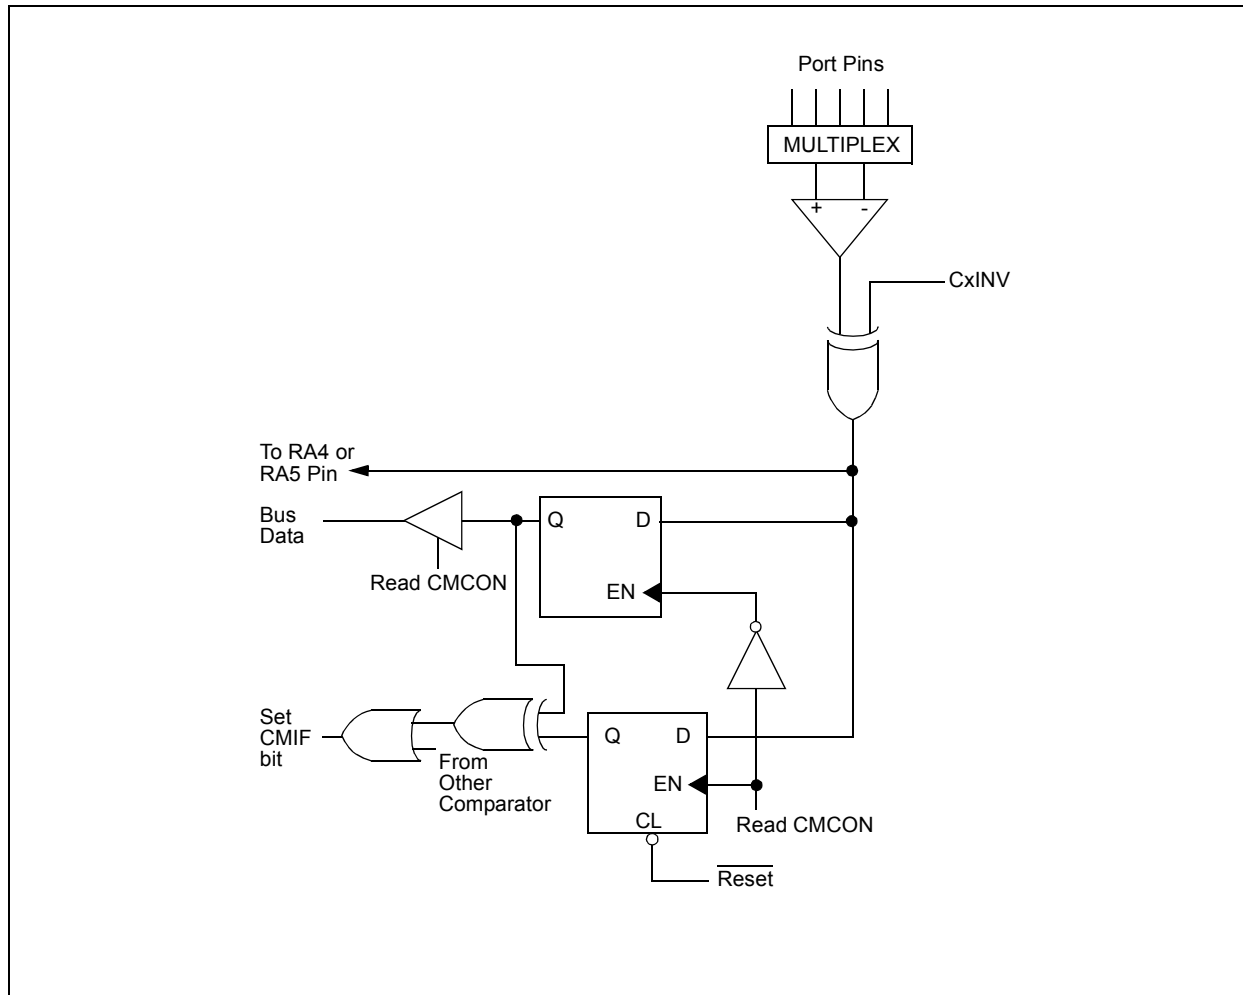 Port Pins
MULTIPLEX
+ -
CxINV
To RA4 or
RA5 Pin
Bus
Data
Q D
EN
Read CMCON
Set
CMIF
bit
From
Other
Comparator
Q D
EN
CL
Read CMCON
Reset